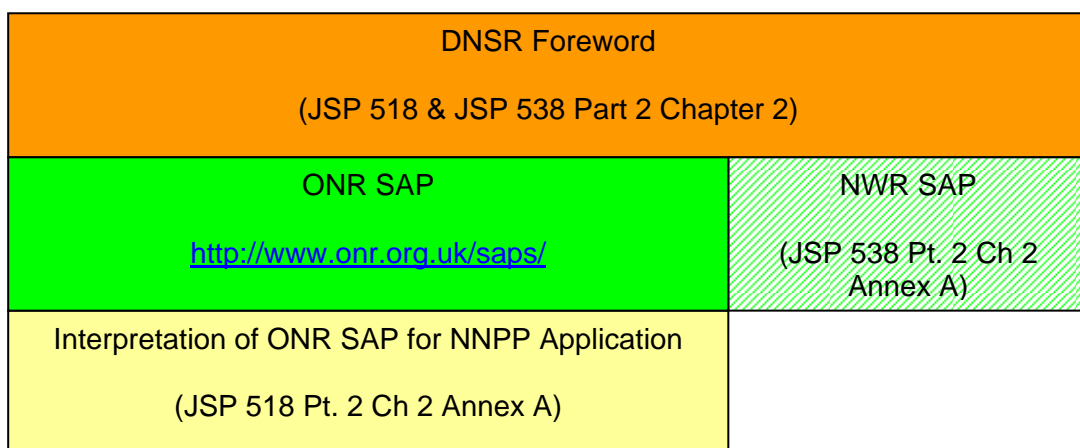 DNSR Foreword
(JSP 518 & JSP 538 Part 2 Chapter 2)
ONR SAP
http://www.onr.org.uk/saps/
NWR SAP
(JSP 538 Pt. 2 Ch 2
Annex A)
Interpretation of ONR SAP for NNPP Application
(JSP 518 Pt. 2 Ch 2 Annex A)